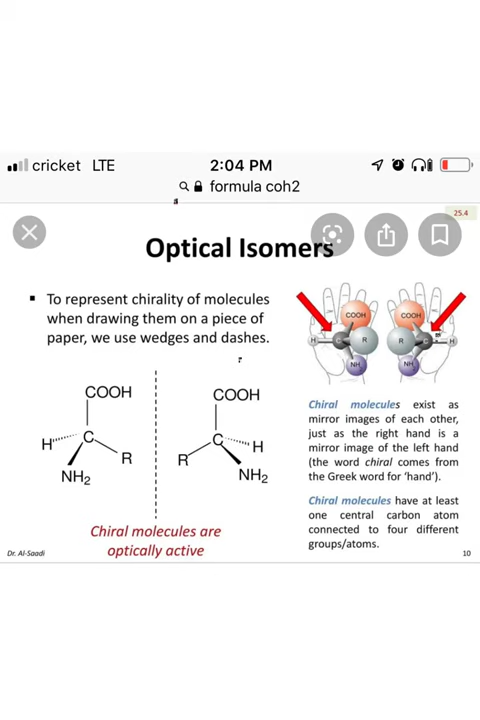 cricket LTE 2:04 PM
formula coh2
25.4
Optical Isomers
▪ To represent chirality of molecules
when drawing them on a piece of
paper, we use wedges and dashes.
COOH COOH
H C R R C H
NH NH
COOH
H C
R
NH2
COOH
C H
R
NH2
Chiral molecules are
optically active
Chiral molecules exist as
mirror images of each other,
just as the right hand is a
mirror image of the left hand
(the word chiral comes from
the Greek word for ‘hand’).
Chiral molecules have at least
one central carbon atom
connected to four different
groups/atoms.
Dr. Al-Saadi 10